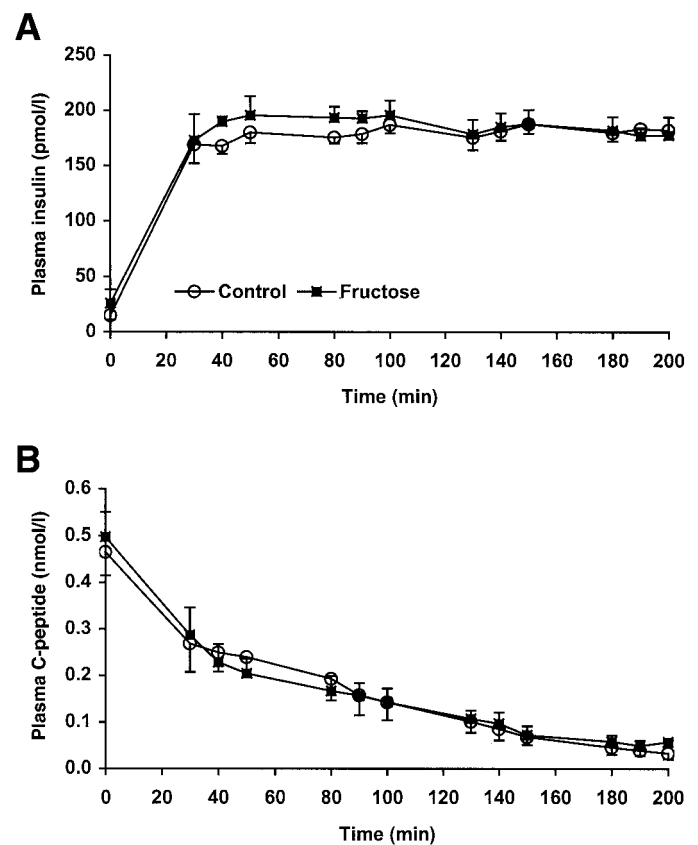 A
250
200
150
100
50
0
Plasma insulin (pmol/l)
Control Fructose
0 20 40 60 80 100 120 140 160 180 200
Time (min)
B
0.6
0.5
0.4
0.3
0.2
0.1
0.0
Plasma C-peptide (nmol/l)
0 20 40 60 80 100 120 140 160 180 200
Time (min)